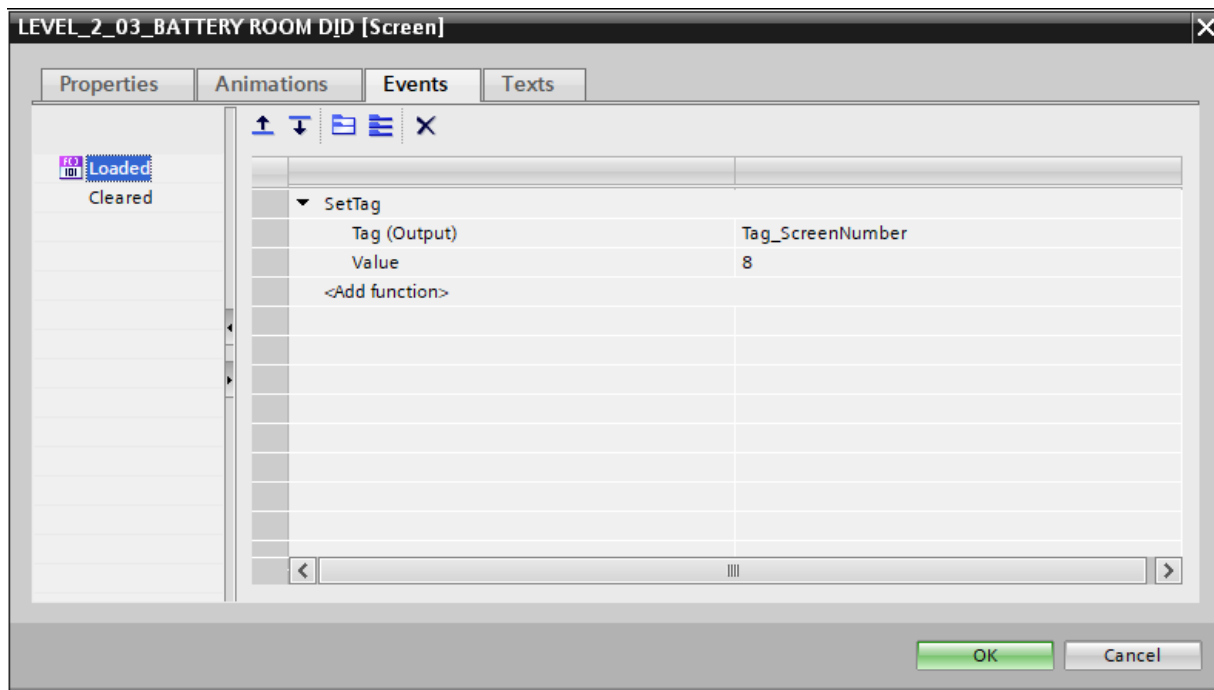 LEVEL_2_03_BATTERY ROOM DID [Screen]
Properties Animations Events Texts
Loaded
Cleared
SetTag
Tag (Output) Tag_ScreenNumber
Value 8
<Add function>
OK Cancel